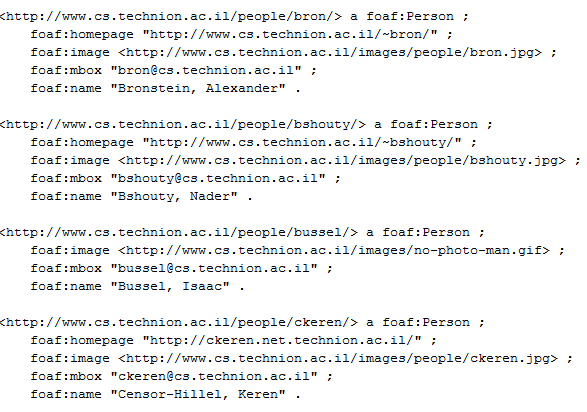 <http://www.cs.technion.ac.il/people/bron/> a foaf:Person ;
    foaf:homepage "http://www.cs.technion.ac.il/~bron/" ;
    foaf:image <http://www.cs.technion.ac.il/images/people/bron.jpg> ;
    foaf:mbox "bron@cs.technion.ac.il" ;
    foaf:name "Bronstein, Alexander" .

<http://www.cs.technion.ac.il/people/bshouty/> a foaf:Person ;
    foaf:homepage "http://www.cs.technion.ac.il/~bshouty/" ;
    foaf:image <http://www.cs.technion.ac.il/images/people/bshouty.jpg> ;
    foaf:mbox "bshouty@cs.technion.ac.il" ;
    foaf:name "Bshouty, Nader" .

<http://www.cs.technion.ac.il/people/bussel/> a foaf:Person ;
    foaf:image <http://www.cs.technion.ac.il/images/no-photo-man.gif> ;
    foaf:mbox "bussel@cs.technion.ac.il" ;
    foaf:name "Bussel, Isaac" .

<http://www.cs.technion.ac.il/people/ckeren/> a foaf:Person ;
    foaf:homepage "http://ckeren.net.technion.ac.il/" ;
    foaf:image <http://www.cs.technion.ac.il/images/people/ckeren.jpg> ;
    foaf:mbox "ckeren@cs.technion.ac.il" ;
    foaf:name "Censor-Hillel, Keren" .